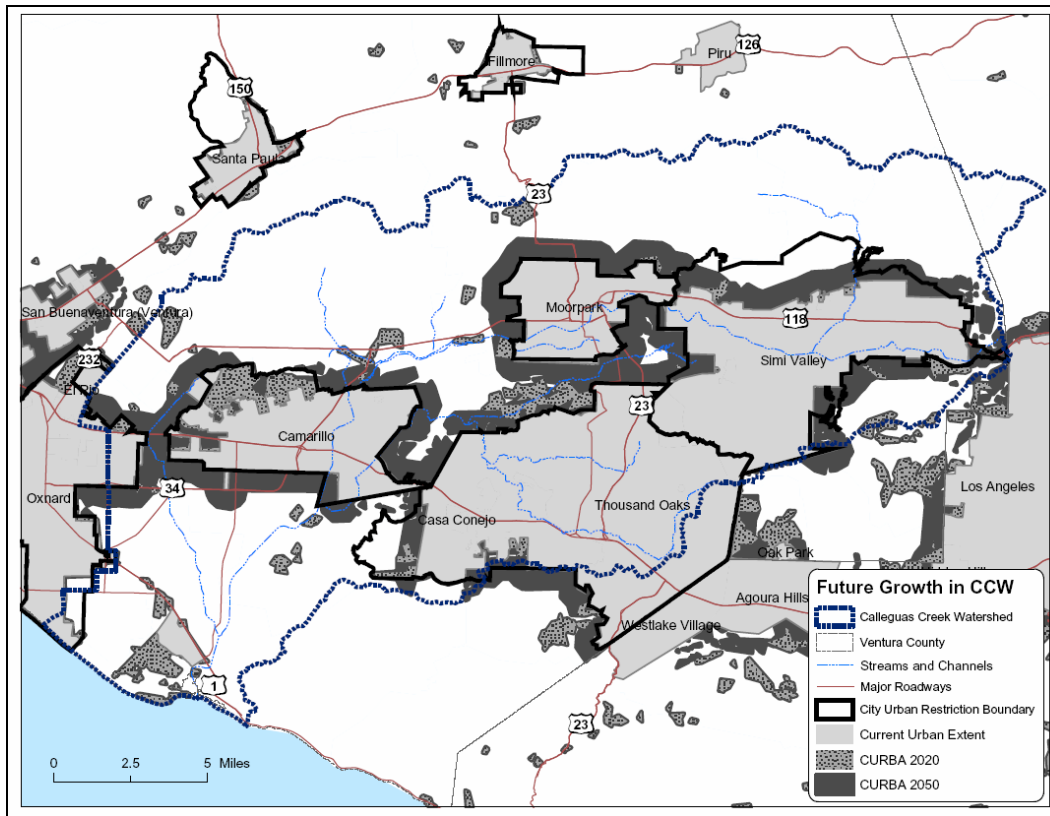 Fillmore
Piru
126
150
Santa Paula
23
San Buenaventura (Ventura)
Moorpark
118
232
El Rio
Simi Valley
23
Camarillo
34
Oxnard
Los Angeles
Casa Conejo
Thousand Oaks
Oak Park
Agoura Hills
Westlake Village
1
23
0 2.5 5 Miles
Future Growth in CCW
Calleguas Creek Watershed
Ventura County
Streams and Channels
Major Roadways
City Urban Restriction Boundary
Current Urban Extent
CURBA 2020
CURBA 2050